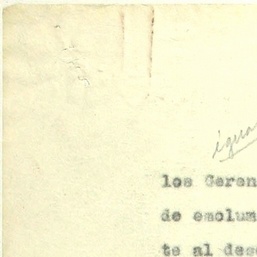 igua
los Geren
de emolum
te al des